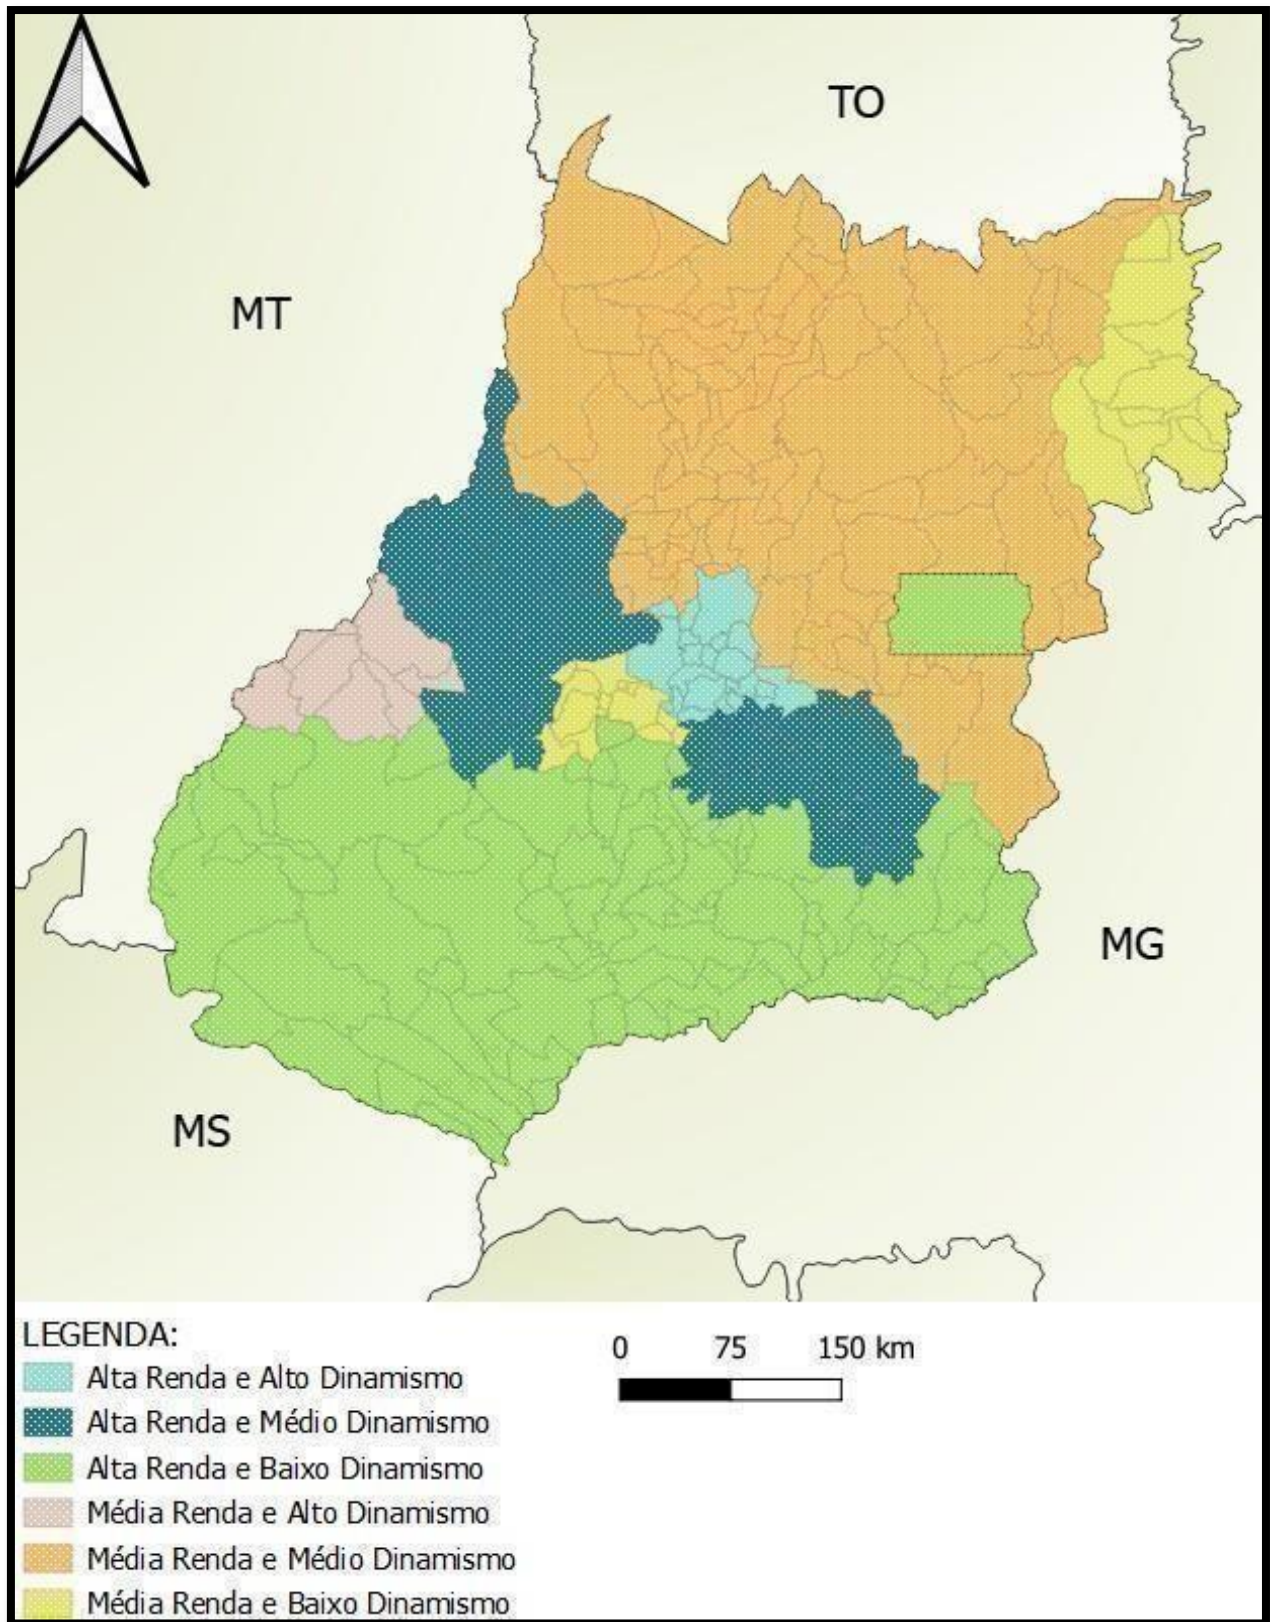 TO
MT
MG
MS
LEGENDA:
0 75 150 km
Alta Renda e Alto Dinamismo
Alta Renda e Médio Dinamismo
Alta Renda e Baixo Dinamismo
Média Renda e Alto Dinamismo
Média Renda e Médio Dinamismo
Média Renda e Baixo Dinamismo